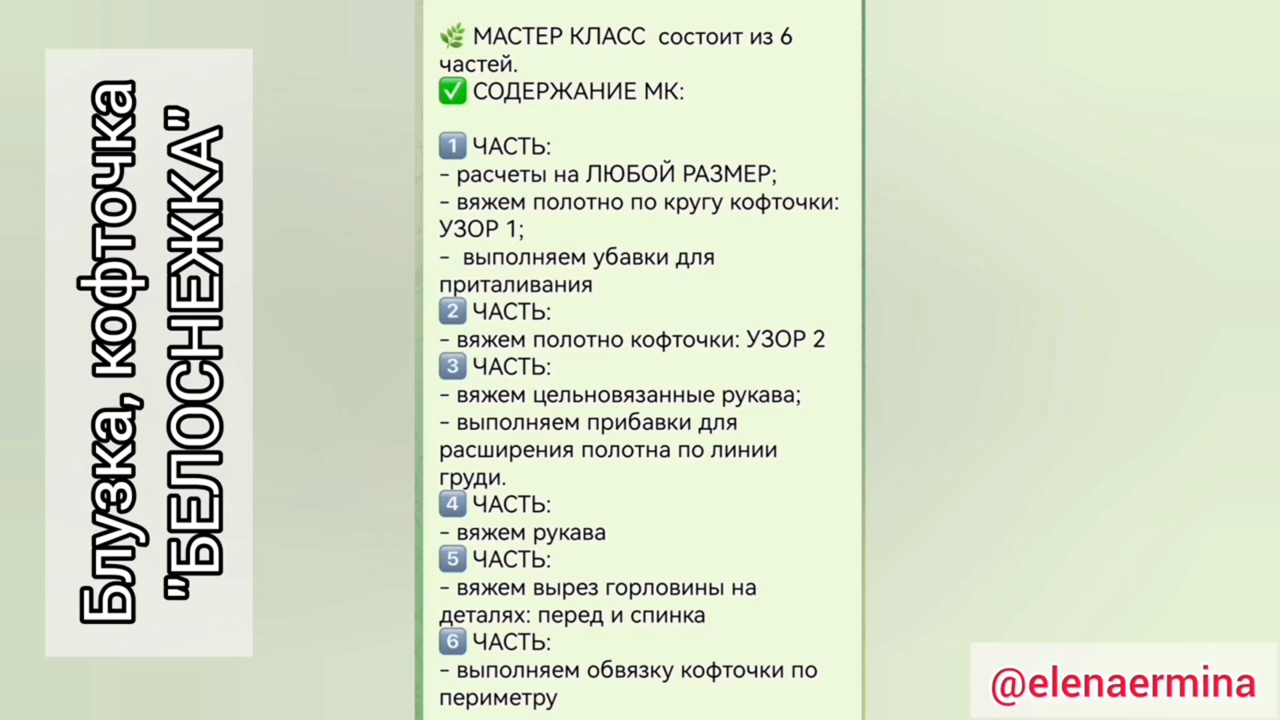 Блузка, кофточка
"БЕЛОСНЕЖКА"
🌿 МАСТЕР КЛАСС состоит из 6
частей.
✅ СОДЕРЖАНИЕ МК:
1️⃣ ЧАСТЬ:
- расчеты на ЛЮБОЙ РАЗМЕР;
- вяжем полотно по кругу кофточки:
УЗОР 1;
- выполняем убавки для
приталивания
2️⃣ ЧАСТЬ:
- вяжем полотно кофточки: УЗОР 2
3️⃣ ЧАСТЬ:
- вяжем цельновязанные рукава;
- выполняем прибавки для
расширения полотна по линии
груди.
4️⃣ ЧАСТЬ:
- вяжем рукава
5️⃣ ЧАСТЬ:
- вяжем вырез горловины на
деталях: перед и спинка
6️⃣ ЧАСТЬ:
- выполняем обвязку кофточки по
периметру
@elenaermina